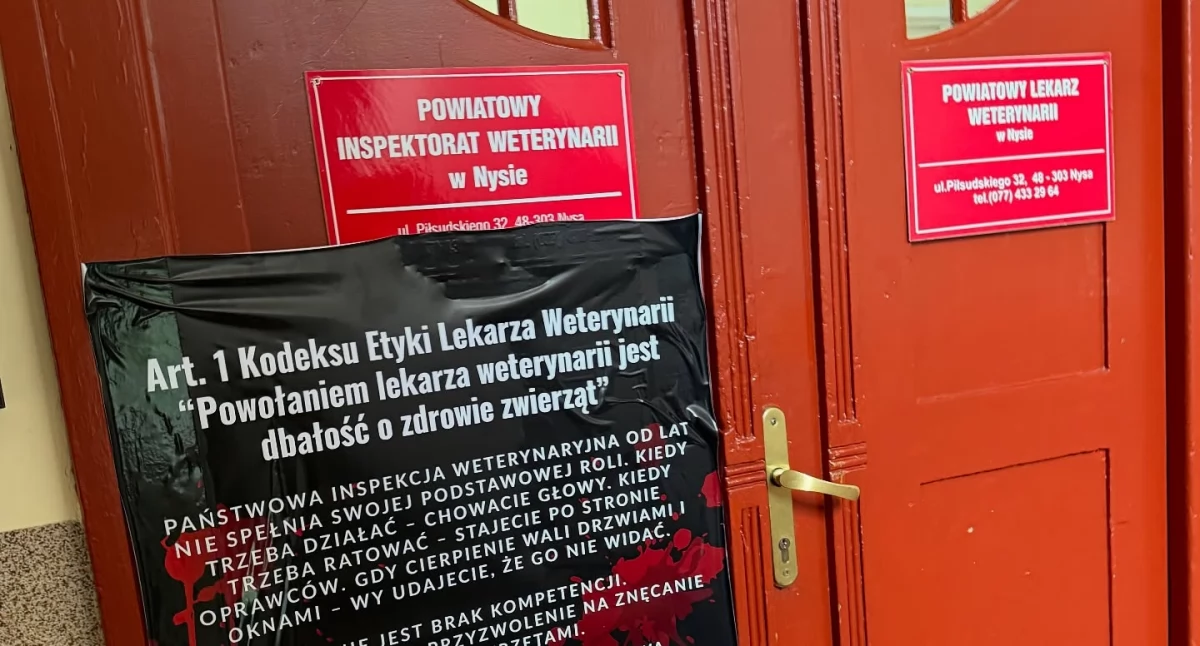 POWIATOWY
INSPEKTORAT WETERYNARII
w Nysie
ul. Piłsudskiego 32, 48-303 Nysa
POWIATOWY LEKARZ
WETERYNARII
w Nysie
ul.Piłsudskiego 32, 48 - 303 Nysa
tel.(077) 433 29 64
Art. 1 Kodeksu Etyki Lekarza Weterynarii
“Powołaniem lekarza weterynarii jest
dbałość o zdrowie zwierząt”
PAŃSTWOWA INSPEKCJA WETERYNARYJNA OD LAT
NIE SPEŁNIA SWOJEJ PODSTAWOWEJ ROLI. KIEDY
TRZEBA DZIAŁAĆ – CHOWACIE GŁOWY. KIEDY
TRZEBA RATOWAĆ – STAJECIE PO STRONIE
OPRAWCÓW. GDY CIERPIENIE WALI DRZWIAMI I
OKNAMI – WY UDAJECIE, ŻE GO NIE WIDAĆ.
JEST BRAK KOMPETENCJI.
PRZYZWOLENIE NA ZNĘCANIE